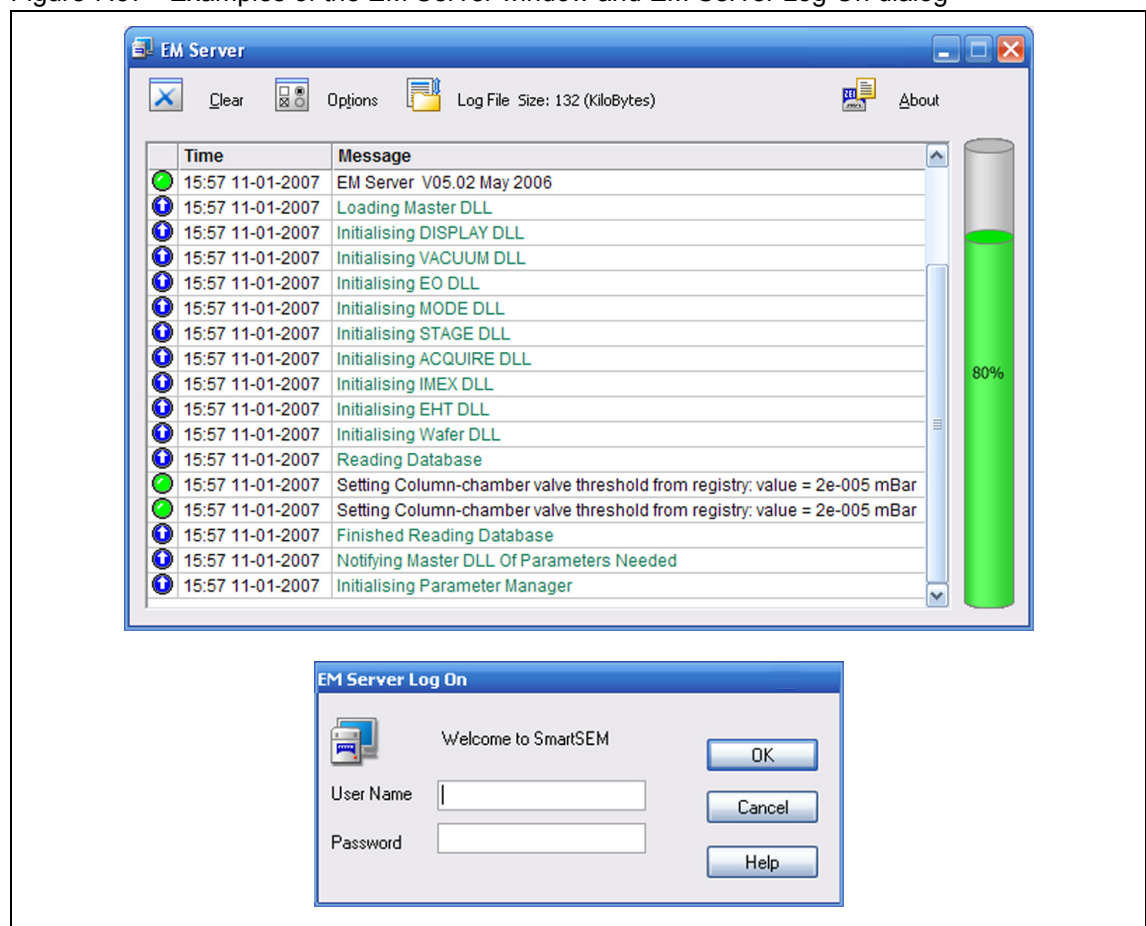 EM Server
Clear Options Log File Size: 132 (KiloBytes) About
Time Message
15:57 11-01-2007 EM Server V05.02 May 2006
15:57 11-01-2007 Loading Master DLL
15:57 11-01-2007 Initialising DISPLAY DLL
15:57 11-01-2007 Initialising VACUUM DLL
15:57 11-01-2007 Initialising EO DLL
15:57 11-01-2007 Initialising MODE DLL
15:57 11-01-2007 Initialising STAGE DLL
15:57 11-01-2007 Initialising ACQUIRE DLL
15:57 11-01-2007 Initialising IMEX DLL
15:57 11-01-2007 Initialising EHT DLL
15:57 11-01-2007 Initialising Wafer DLL
15:57 11-01-2007 Reading Database
15:57 11-01-2007 Setting Column-chamber valve threshold from registry: value = 2e-005 mBar
15:57 11-01-2007 Setting Column-chamber valve threshold from registry: value = 2e-005 mBar
15:57 11-01-2007 Finished Reading Database
15:57 11-01-2007 Notifying Master DLL Of Parameters Needed
15:57 11-01-2007 Initialising Parameter Manager
80%
EM Server Log On
Welcome to SmartSEM
OK
User Name
Cancel
Password
Help